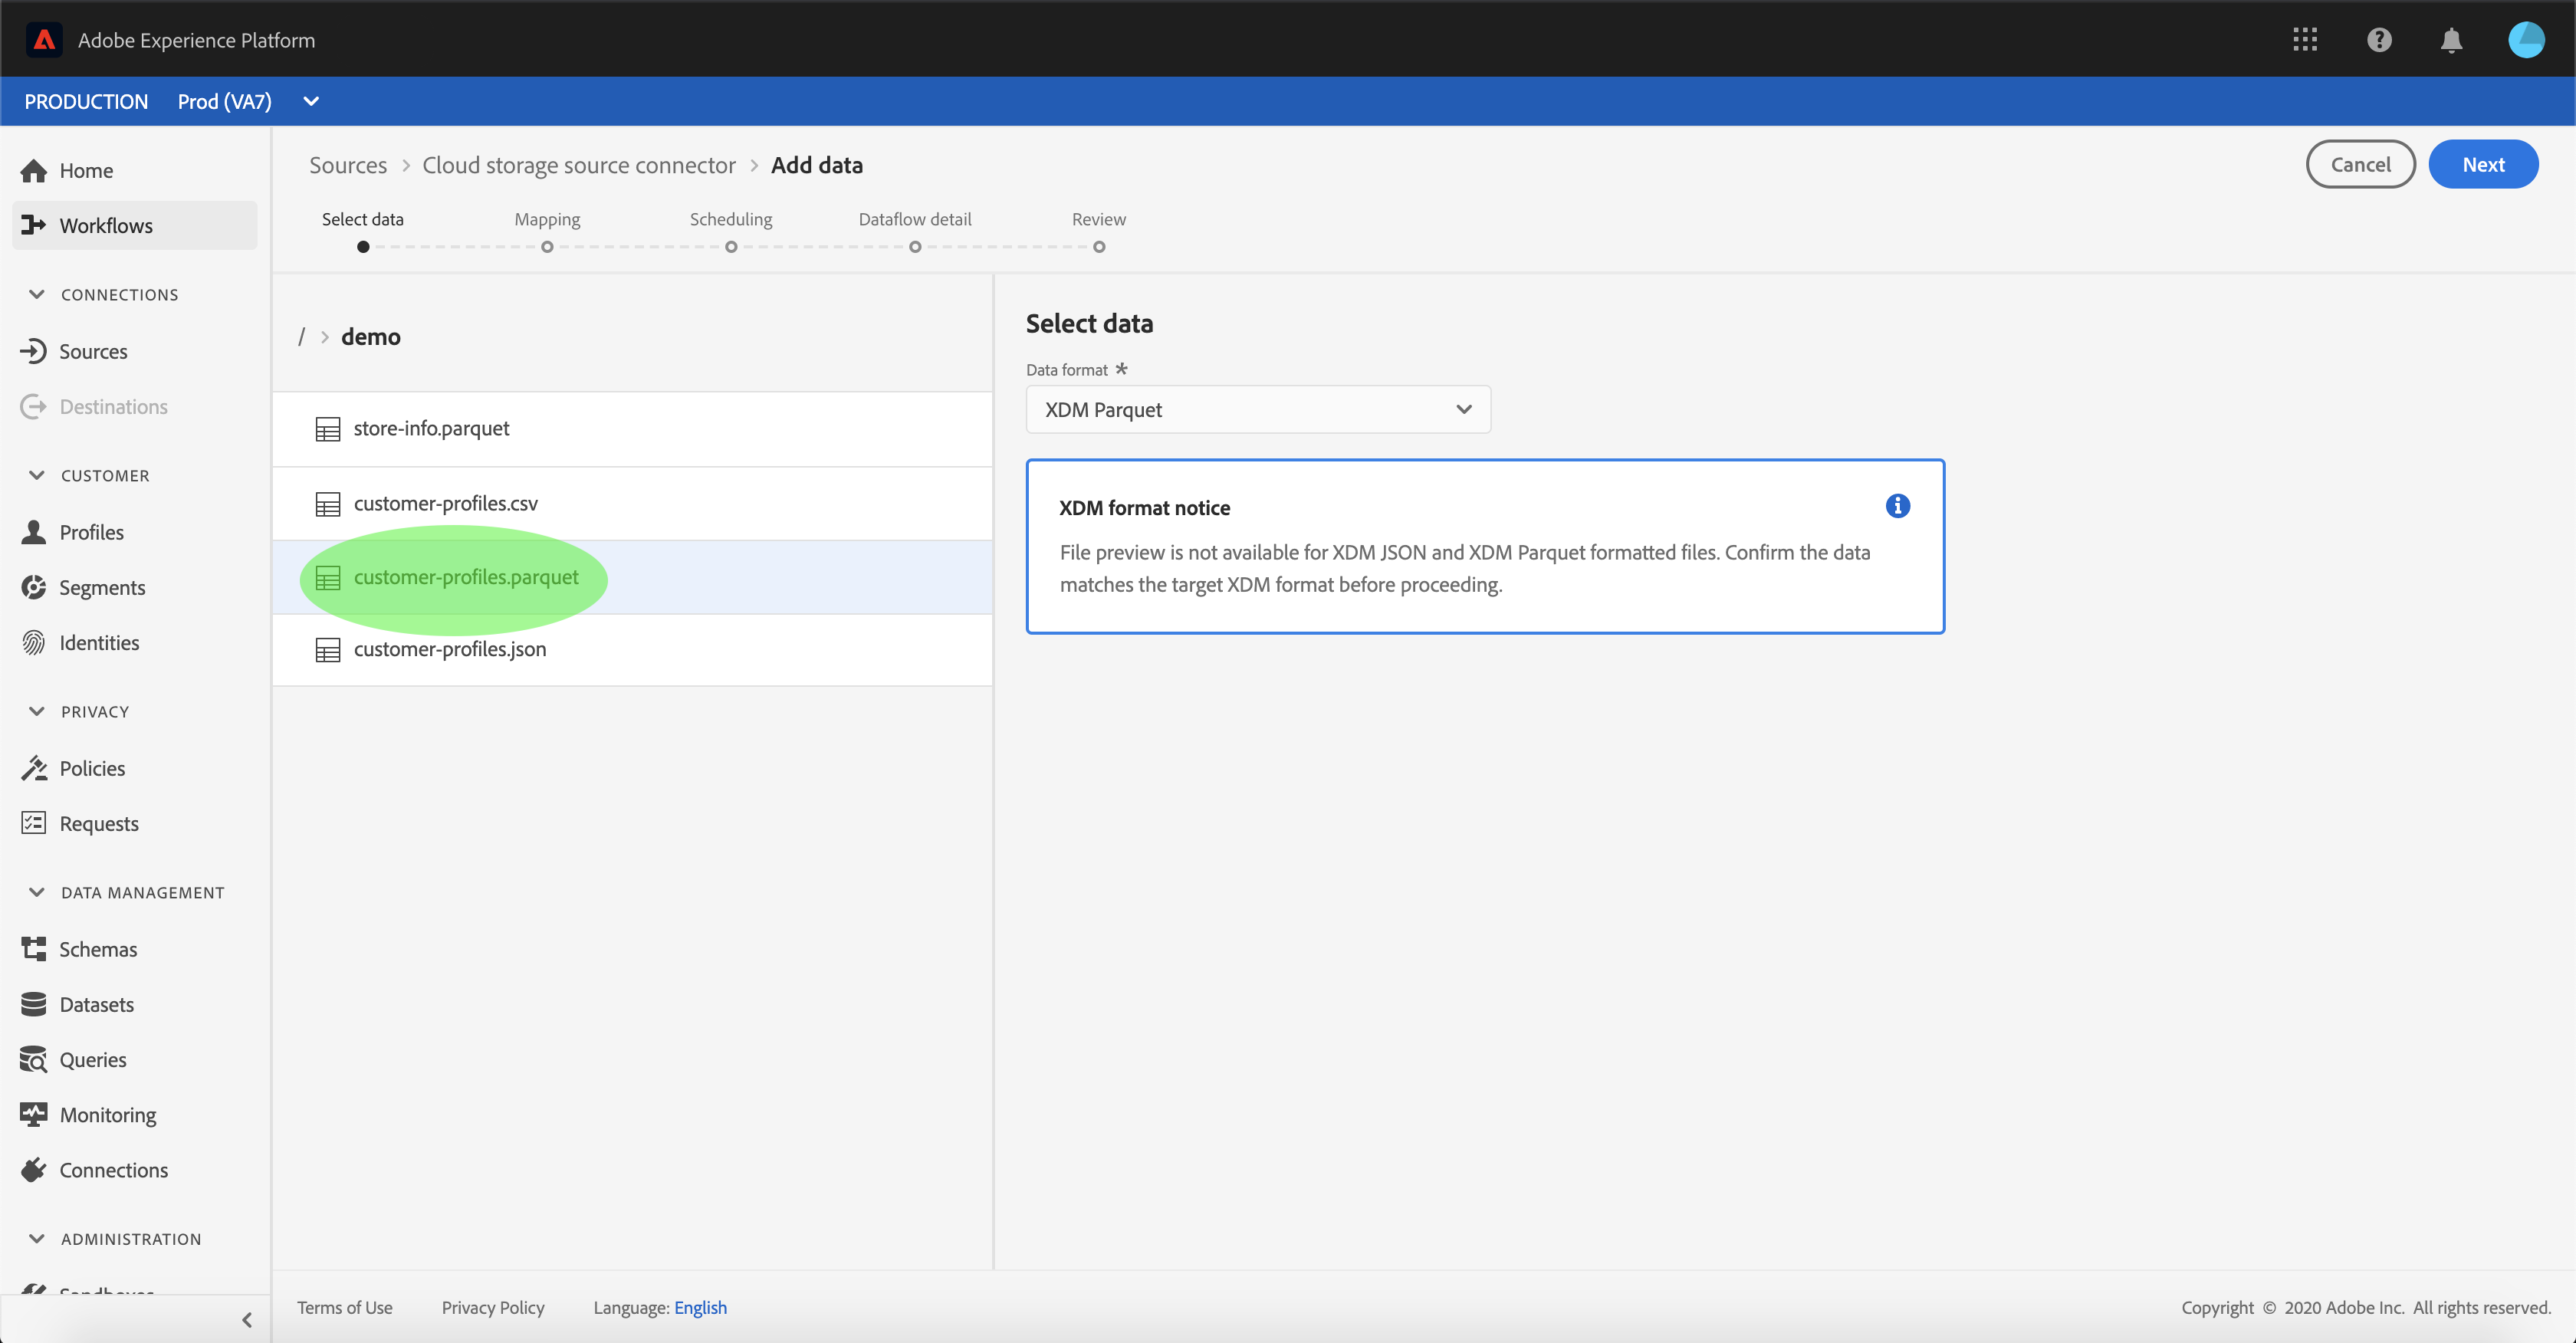 Adobe Experience Platform
PRODUCTION Prod (VA7)
Home
Workflows
CONNECTIONS
Sources
Destinations
CUSTOMER
Profiles
Segments
Identities
PRIVACY
Policies
Requests
DATA MANAGEMENT
Schemas
Datasets
Queries
Monitoring
Connections
ADMINISTRATION
Sources > Cloud storage source connector > Add data
Cancel
Next
Select data
Mapping
Scheduling
Dataflow detail
Review
/ > demo
store-info.parquet
customer-profiles.csv
customer-profiles.parquet
customer-profiles.json
Select data
Data format *
XDM Parquet
XDM format notice
File preview is not available for XDM JSON and XDM Parquet formatted files. Confirm the data
matches the target XDM format before proceeding.
Terms of Use Privacy Policy Language: English
Copyright © 2020 Adobe Inc. All rights reserved.